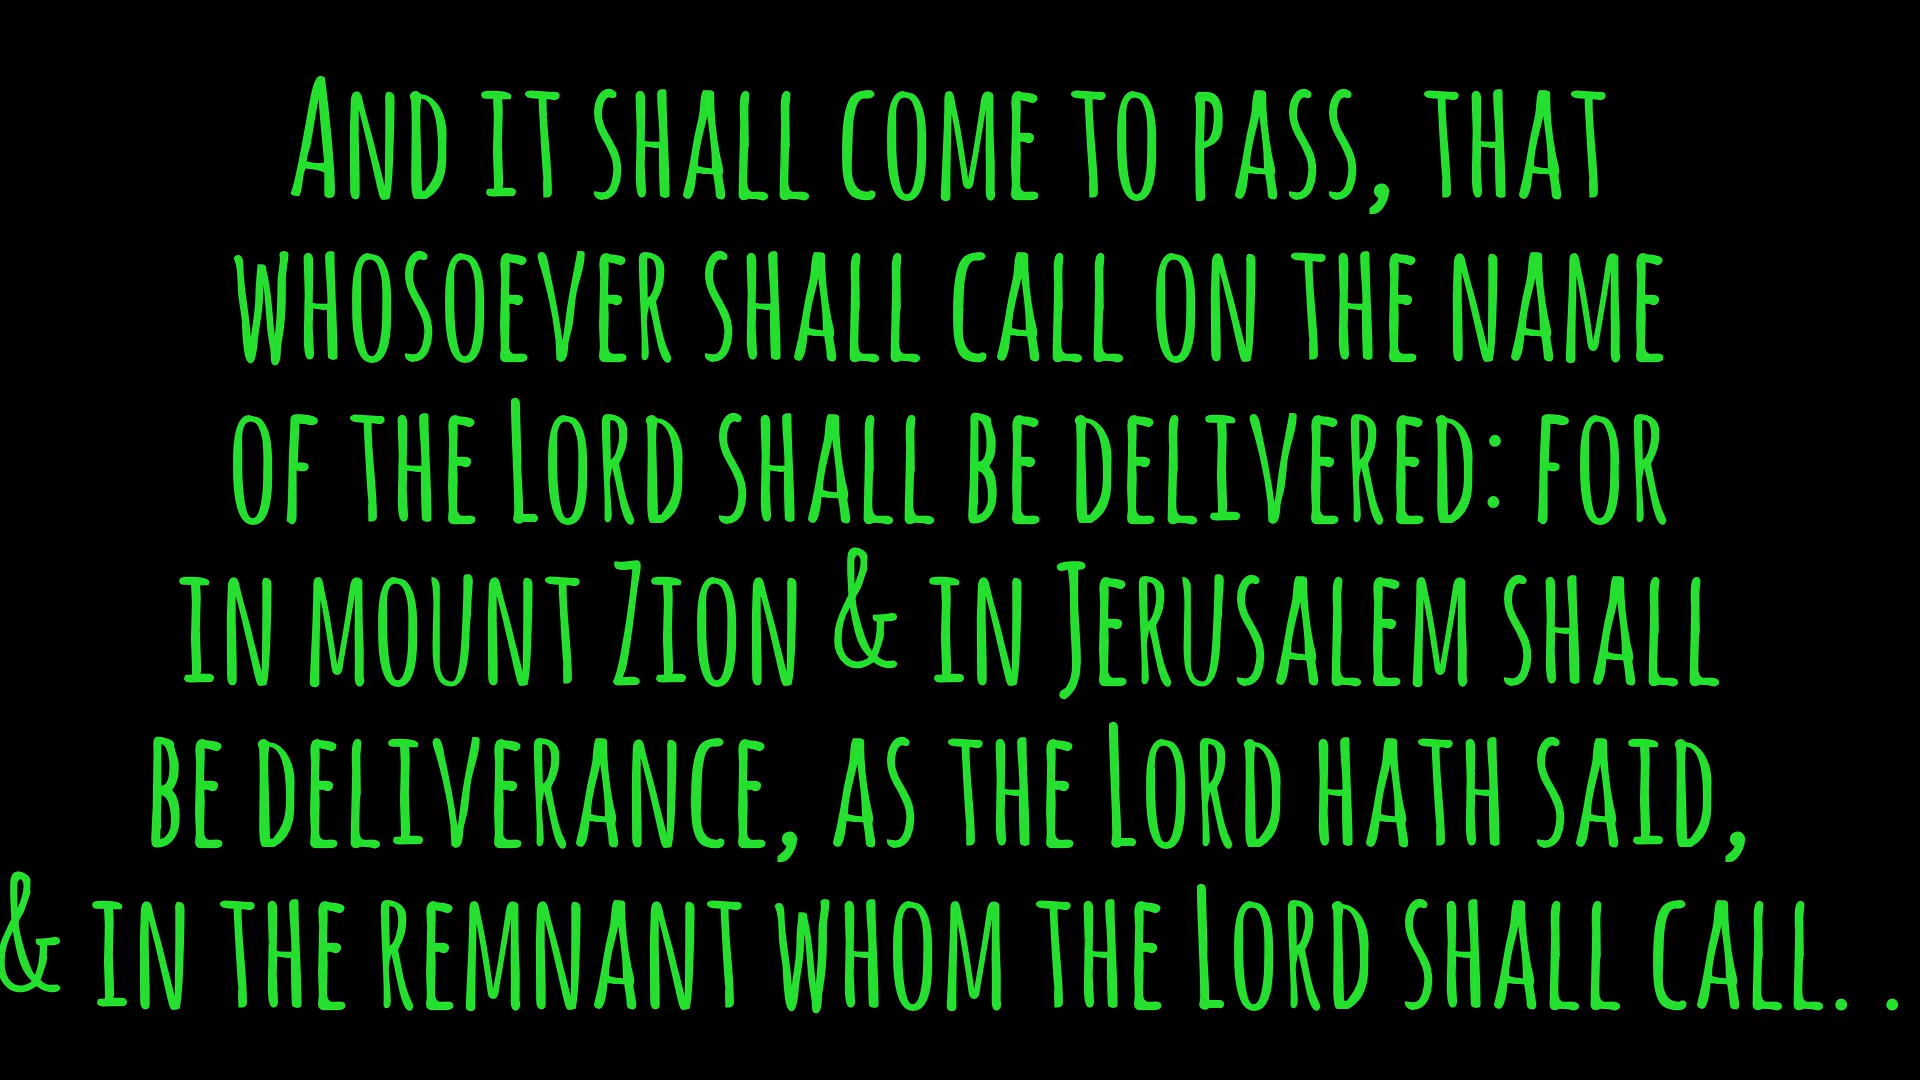 And it shall come to pass, that
whosoever shall call on the name
of the Lord shall be delivered: for
in mount Zion & in Jerusalem shall
be deliverance, as the Lord hath said,
& in the remnant whom the Lord shall call. .